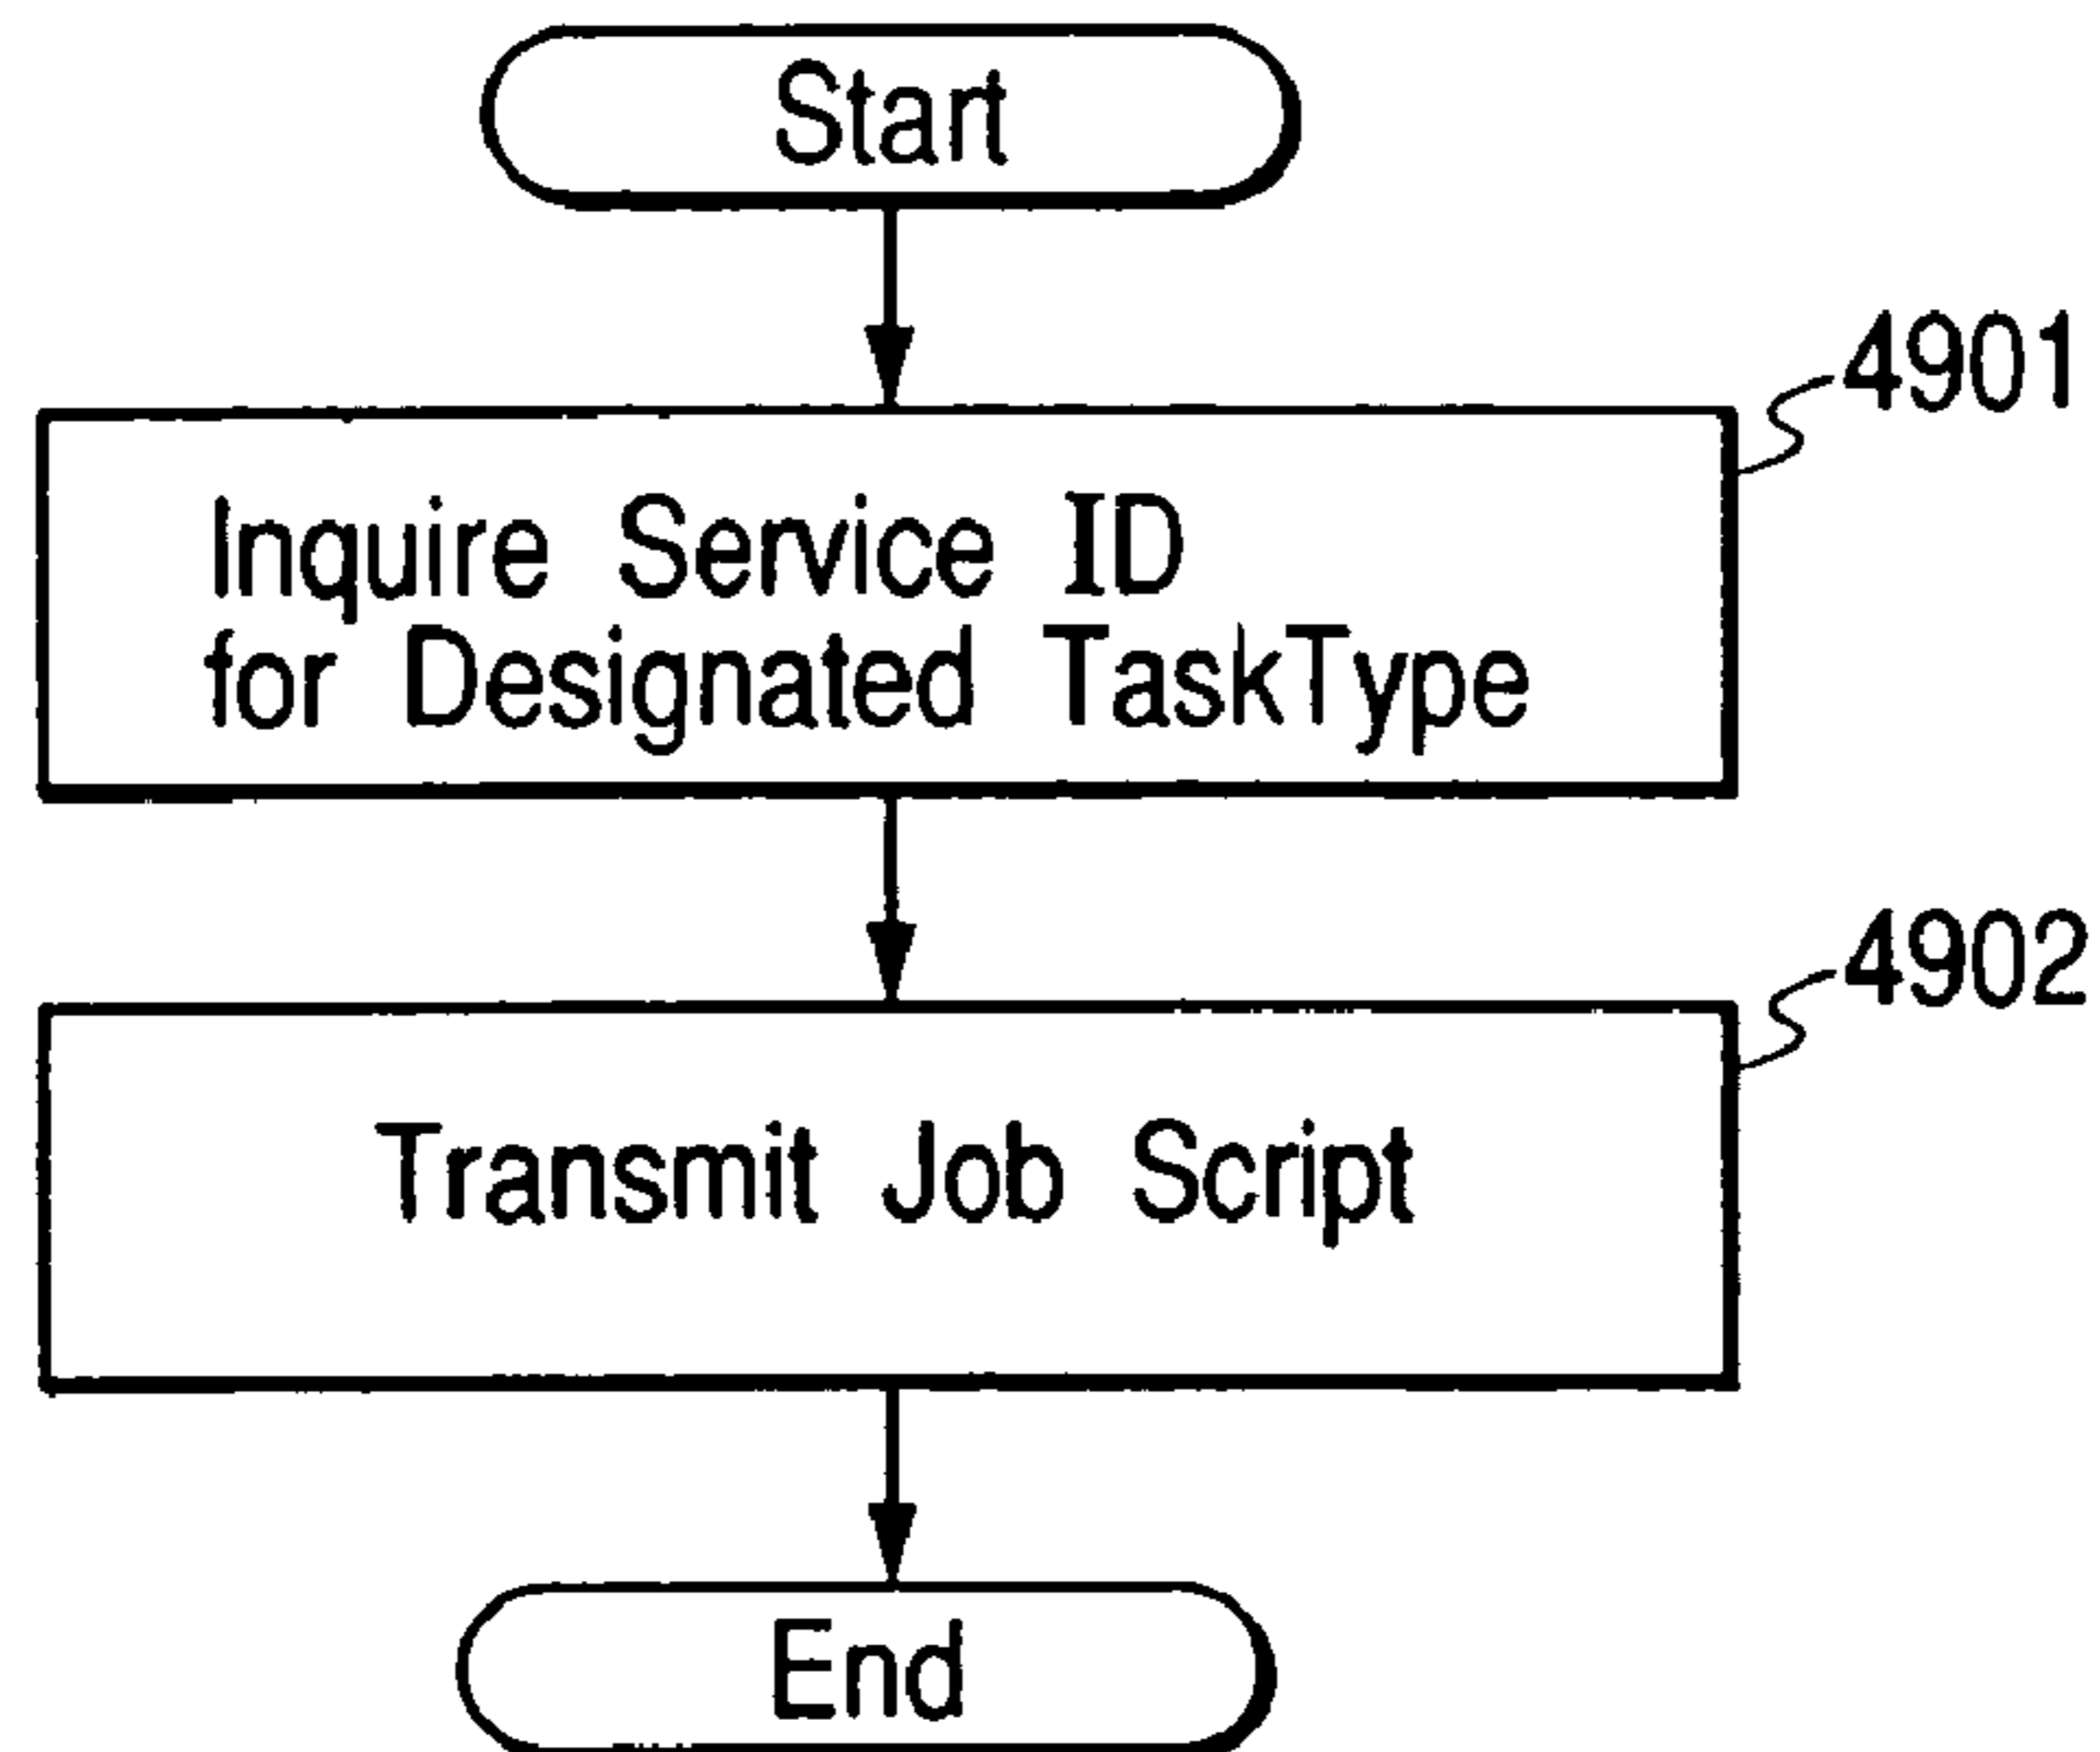 Start
4901
Inquire Service ID
for Designated TaskType
4902
Transmit Job Script
End